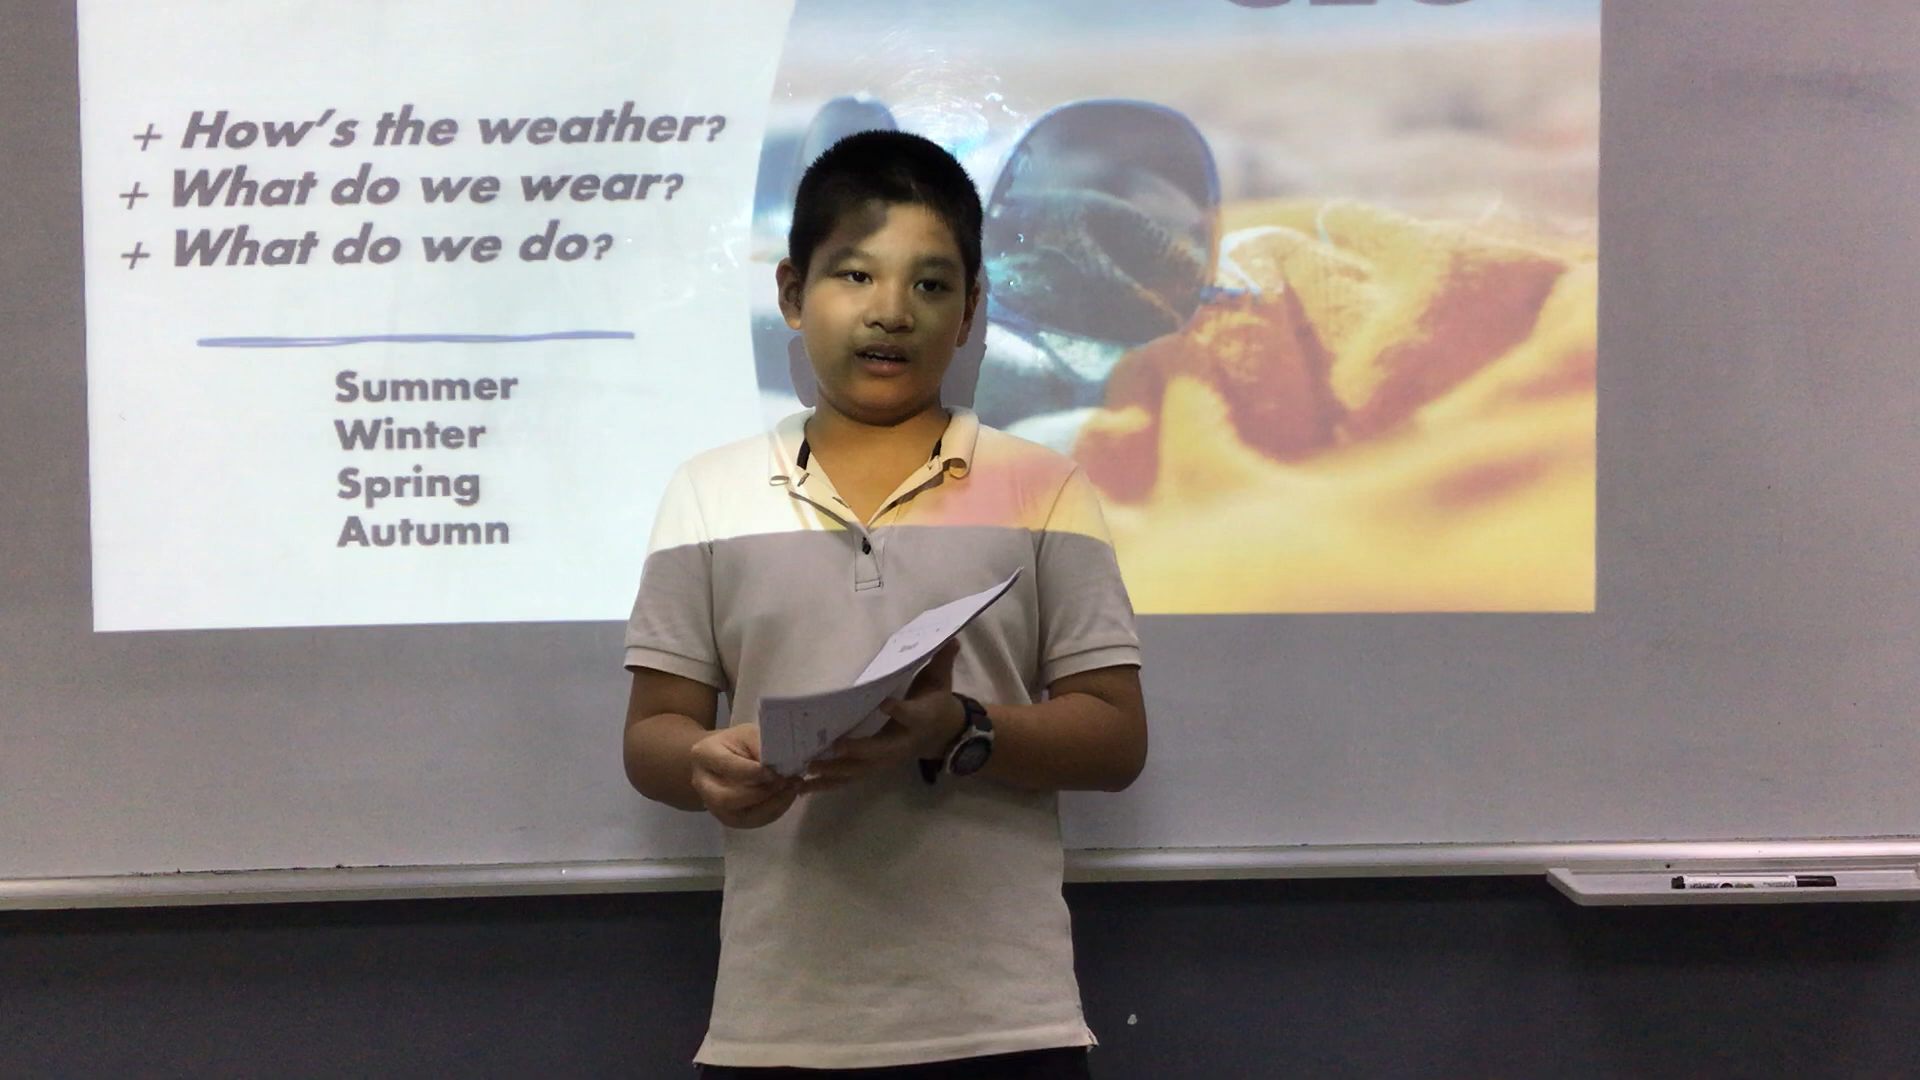 + How's the weather?
+ What do we wear?
+ What do we do?
Summer
Winter
Spring
Autumn